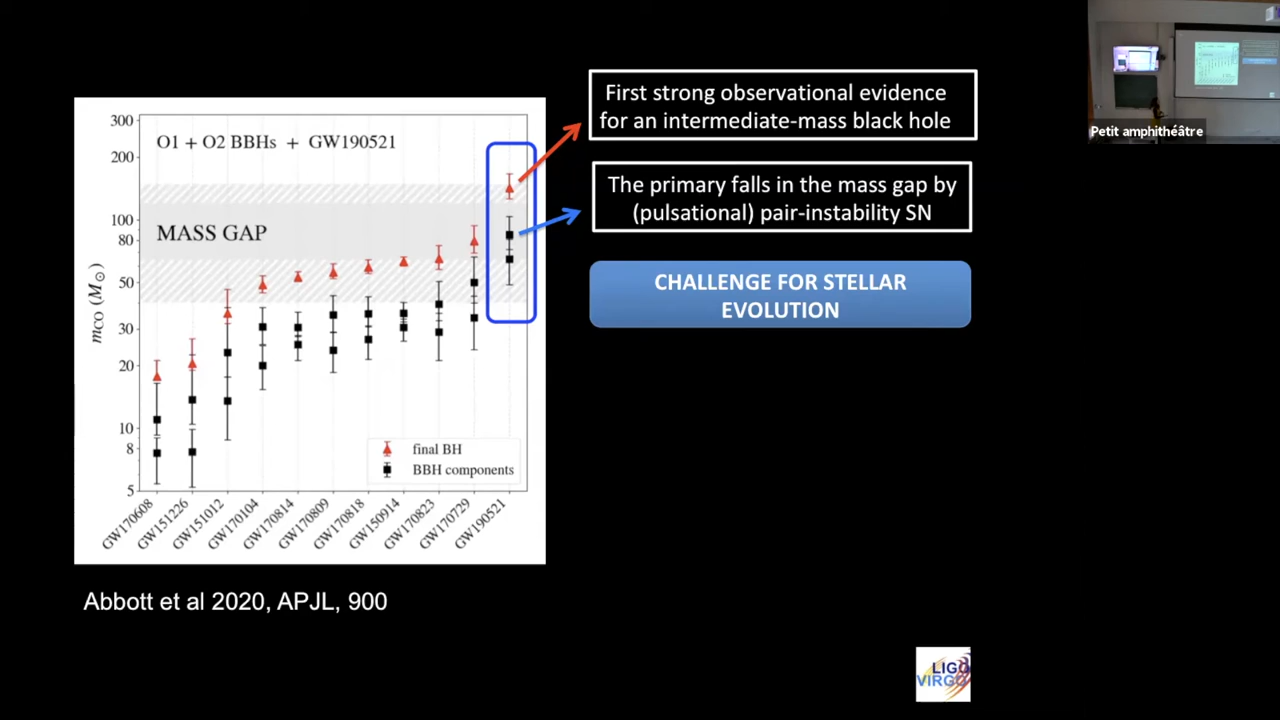 Petit amphithéâtre
First strong observational evidence
for an intermediate-mass black hole
The primary falls in the mass gap by
(pulsational) pair-instability SN
CHALLENGE FOR STELLAR
EVOLUTION
O1 + O2 BBHs + GW190521
MASS GAP
300
200
100
80
50
30
20
10
8
5
mCO (M⊙)
final BH
BBH components
GW170608
GW151226
GW151012
GW170104
GW170814
GW170809
GW170818
GW150914
GW170823
GW170729
GW190521
Abbott et al 2020, APJL, 900
LIGO
VIRGO